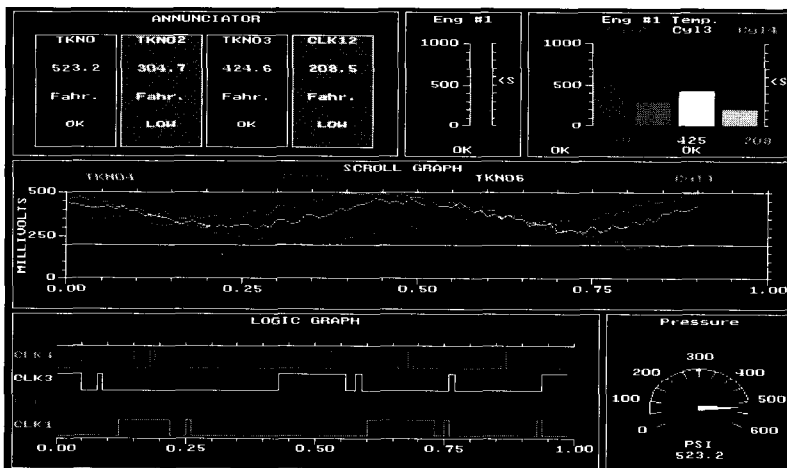 ANNUNCIATOR
TKNO TKNO2 TKNO3 CLK12
523.2 304.7 424.6 208.5
Fahr. Fahr. Fahr. Fahr.
OK LOW OK LOW
Eng #1
1000
500
0
<S
OK
Eng #1 Temp.
Cyl3 Cyl4
1000
500
0
<S
425 208
OK OK
SCROLL GRAPH
TKNO4 TKNO6 Cyl3
MILLIVOLTS
500
250
0
0.00 0.25 0.50 0.75 1.00
LOGIC GRAPH
CLK4
CLK3
CLK1
0.00 0.25 0.50 0.75 1.00
Pressure
0 100 200 300 400 500 600
PSI
523.2